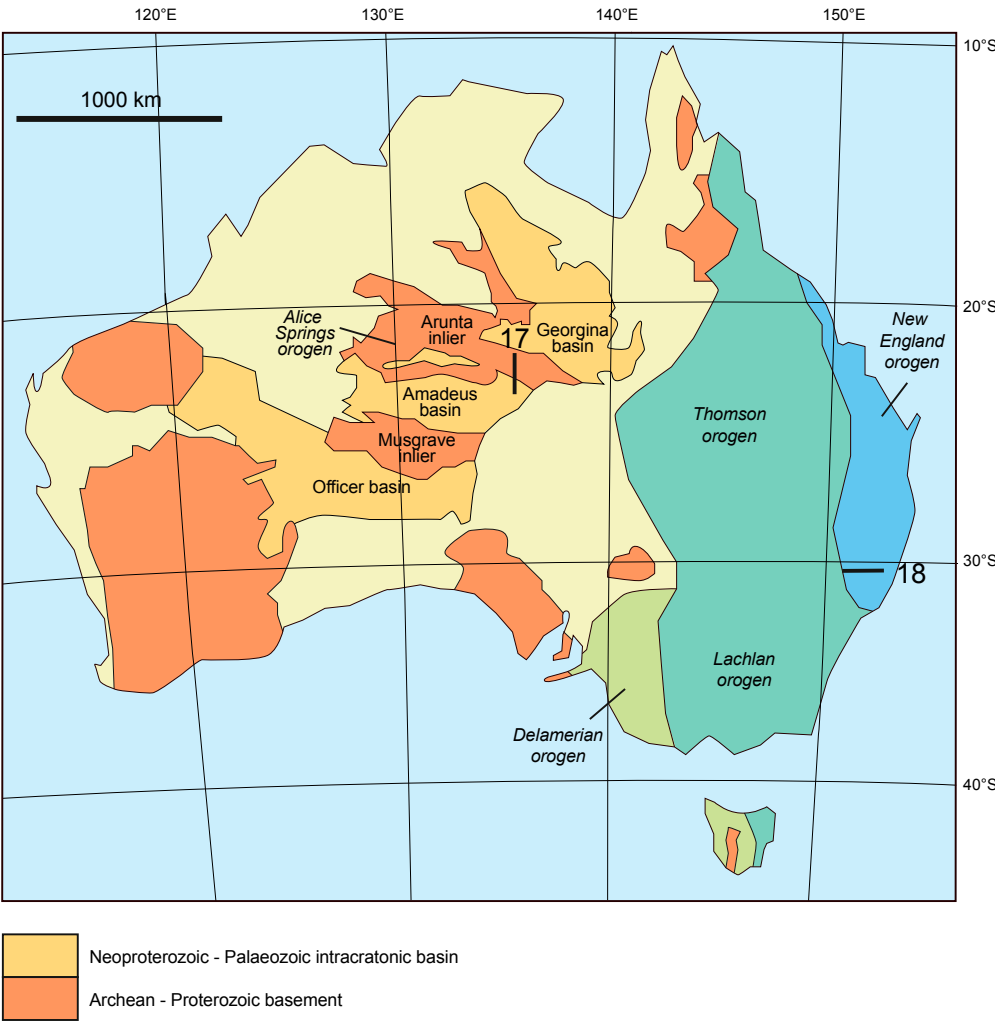 120°E
130°E
140°E
150°E
10°S
1000 km
20°S
Alice
Springs
orogen
Arunta
inlier
17
Georgina
basin
New
England
orogen
Amadeus
basin
Thomson
orogen
Musgrave
inlier
Officer basin
30°S
18
Lachlan
orogen
Delamerian
orogen
40°S
Neoproterozoic - Palaeozoic intracratonic basin
Archean - Proterozoic basement